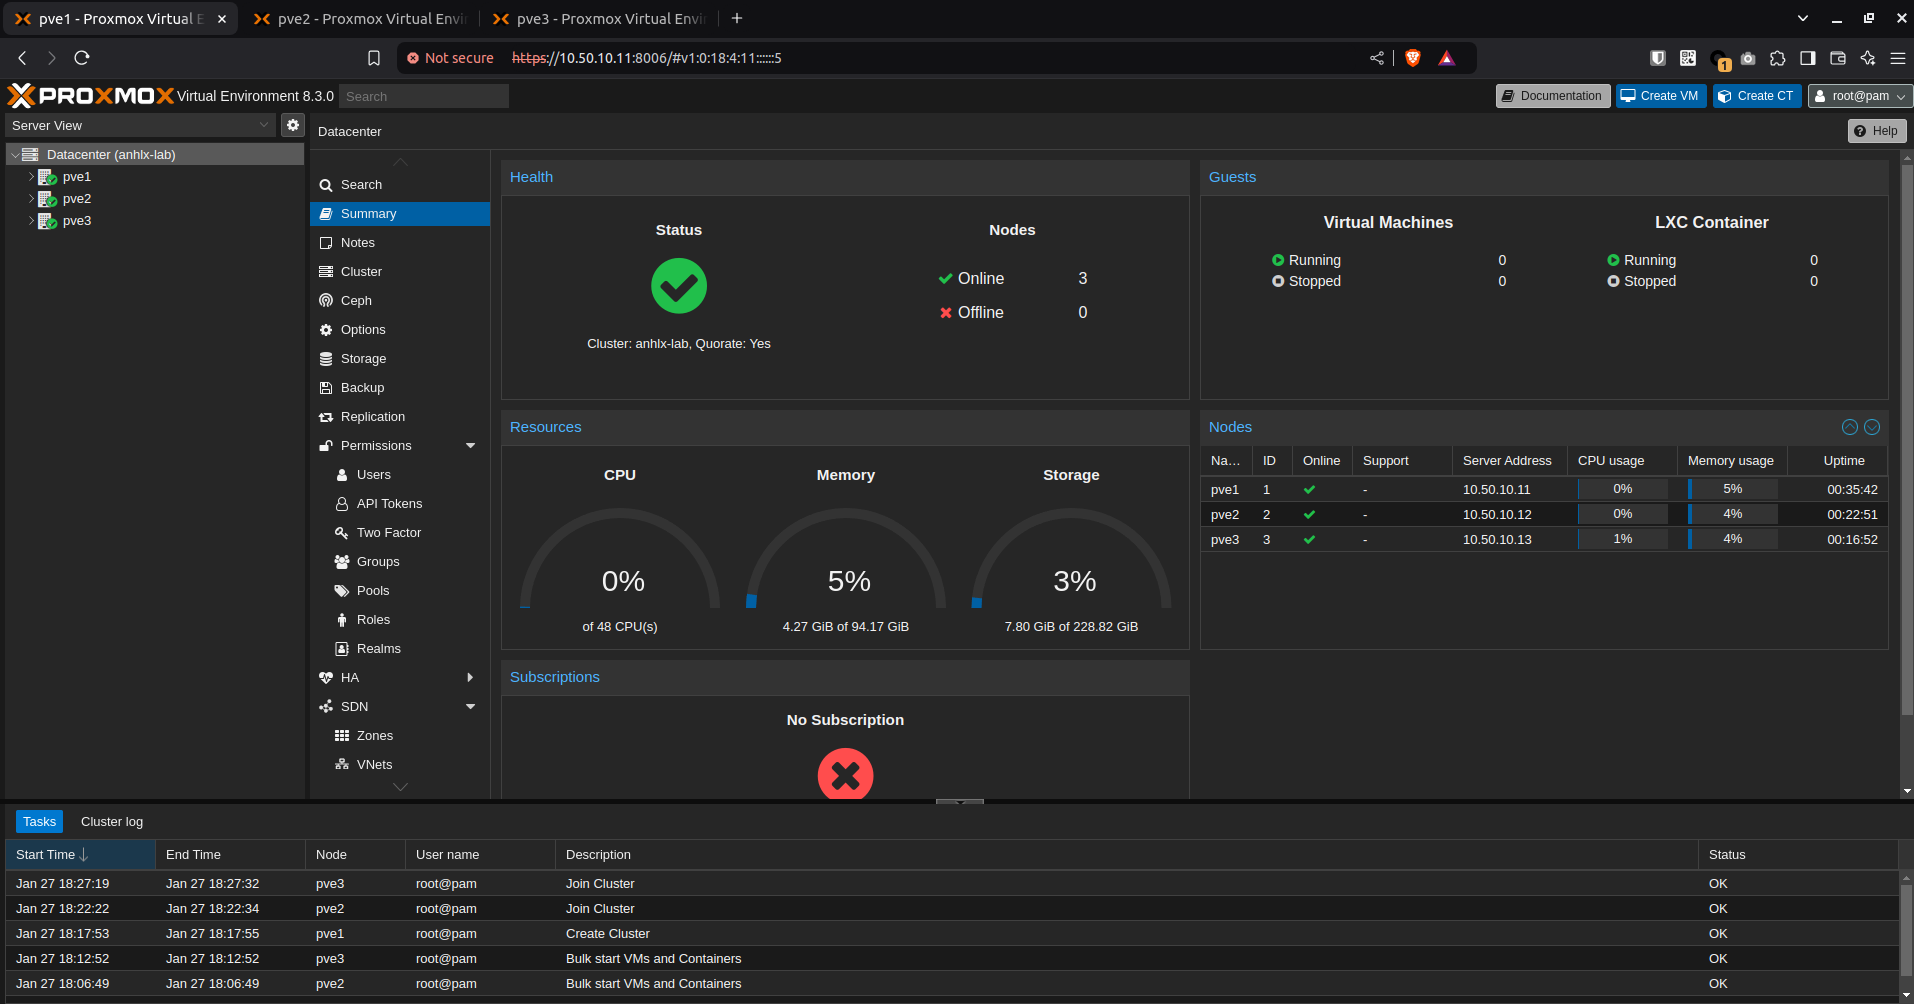 pve1 - Proxmox Virtual E
pve2 - Proxmox Virtual Envi
pve3 - Proxmox Virtual Envi
Not secure https://10.50.10.11:8006/#v1:0:18:4:11::::::5
1
PROXMOX Virtual Environment 8.3.0 Search
Documentation Create VM Create CT root@pam
Server View
Datacenter
Help
Datacenter (anhlx-lab)
pve1
pve2
pve3
Search
Summary
Notes
Cluster
Ceph
Options
Storage
Backup
Replication
Permissions
Users
API Tokens
Two Factor
Groups
Pools
Roles
Realms
HA
SDN
Zones
VNets
Health
Status
Nodes
Online 3
Offline 0
Cluster: anhlx-lab, Quorate: Yes
Guests
Virtual Machines
Running 0
Stopped 0
LXC Container
Running 0
Stopped 0
Resources
CPU
0%
of 48 CPU(s)
Memory
5%
4.27 GiB of 94.17 GiB
Storage
3%
7.80 GiB of 228.82 GiB
Nodes
Na... ID Online Support Server Address CPU usage Memory usage Uptime
pve1 1 - 10.50.10.11 0% 5% 00:35:42
pve2 2 - 10.50.10.12 0% 4% 00:22:51
pve3 3 - 10.50.10.13 1% 4% 00:16:52
Subscriptions
No Subscription
Tasks Cluster log
Start Time End Time Node User name Description Status
Jan 27 18:27:19 Jan 27 18:27:32 pve3 root@pam Join Cluster OK
Jan 27 18:22:22 Jan 27 18:22:34 pve2 root@pam Join Cluster OK
Jan 27 18:17:53 Jan 27 18:17:55 pve1 root@pam Create Cluster OK
Jan 27 18:12:52 Jan 27 18:12:52 pve3 root@pam Bulk start VMs and Containers OK
Jan 27 18:06:49 Jan 27 18:06:49 pve2 root@pam Bulk start VMs and Containers OK